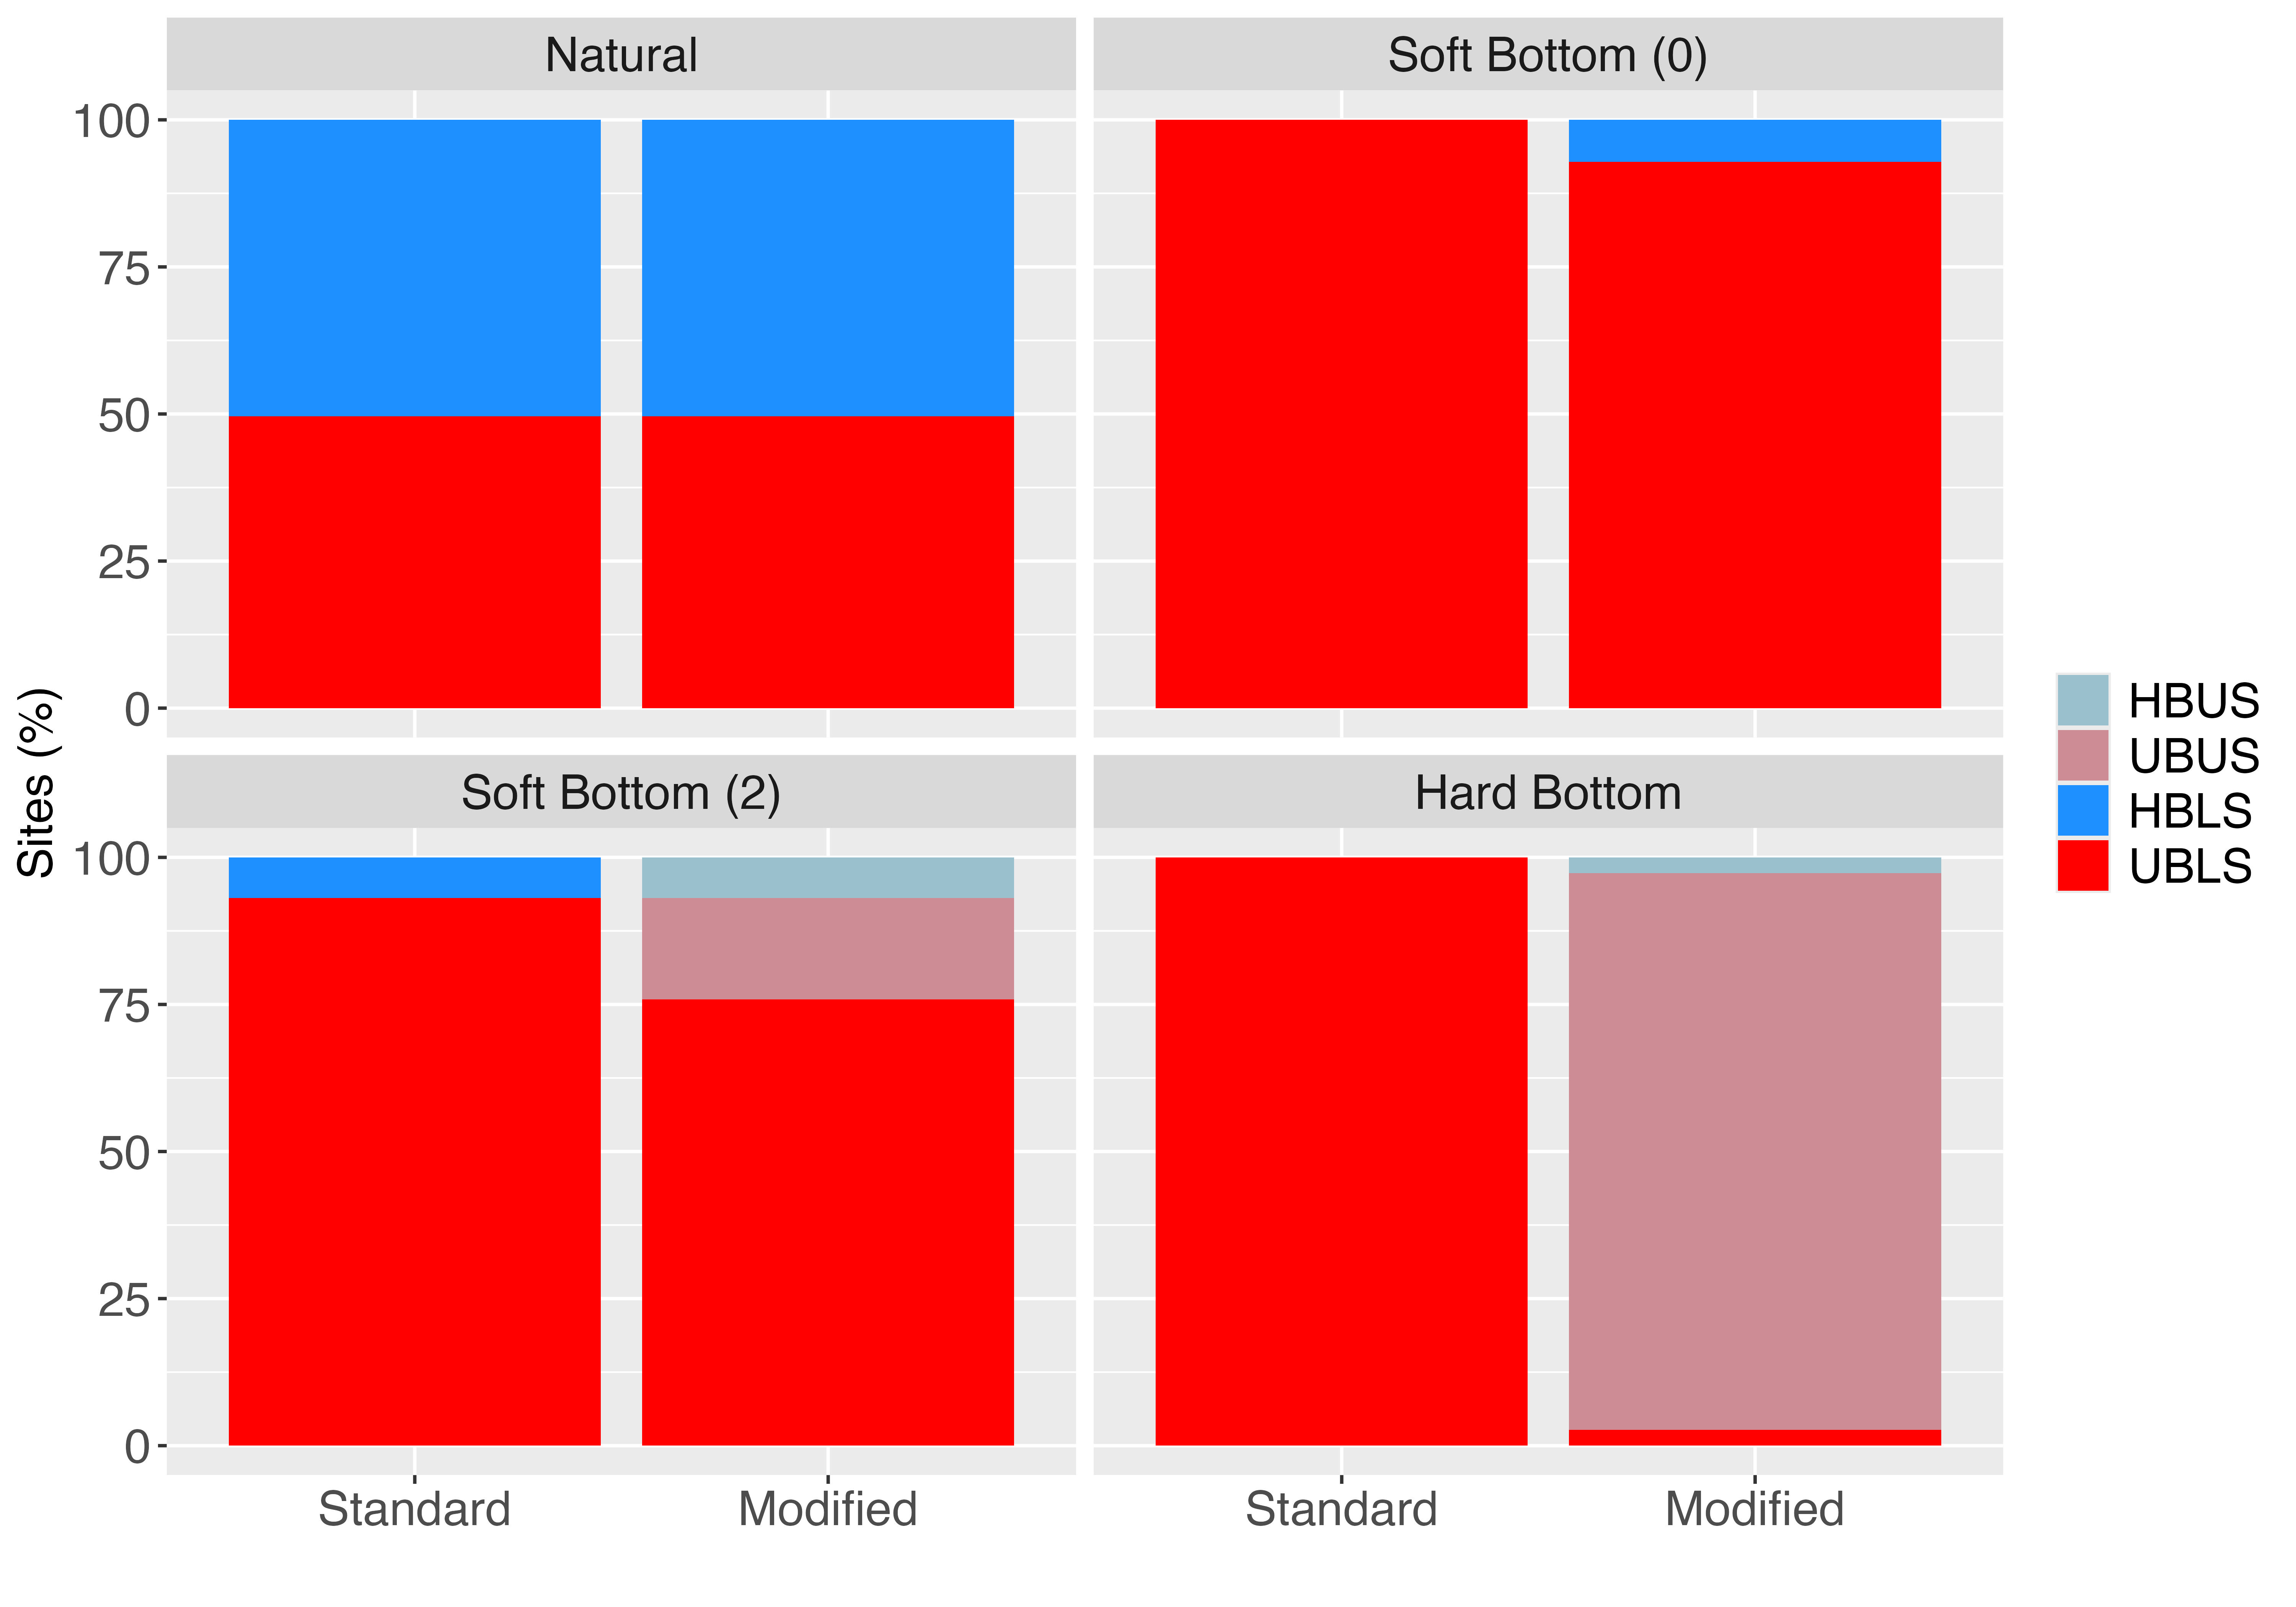 Natural
Soft Bottom (0)
100
75
50
25
0
Sites (%)
Soft Bottom (2)
Hard Bottom
100
75
50
25
0
Standard
Modified
Standard
Modified
HBUS
UBUS
HBLS
UBLS